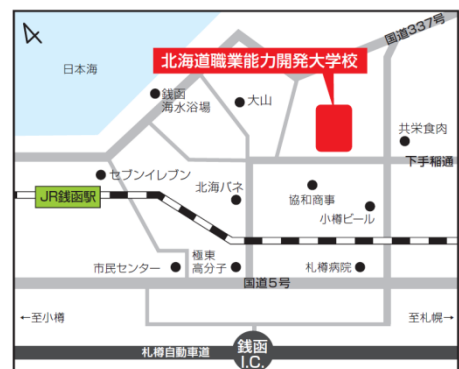 国道337号
北海道職業能力開発大学校
日本海
銭函
海水浴場
大山
共栄食肉
下手稲通
セブンイレブン
JR銭函駅
北海バネ
協和商事
小樽ビール
市民センター
極東
高分子
札樽病院
国道5号
←至小樽
至札幌→
札樽自動車道
銭函
I.C.